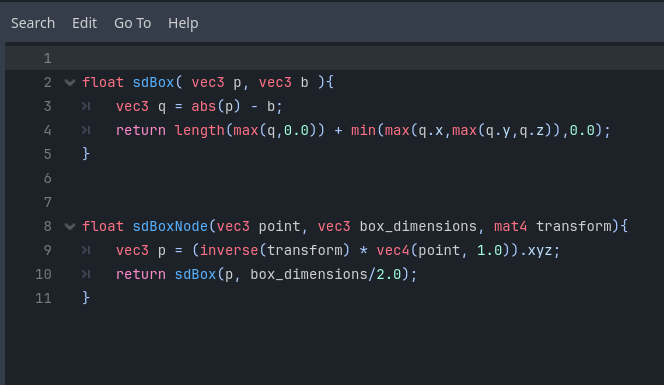 Search Edit Go To Help
1
2 float sdBox( vec3 p, vec3 b ){
3 vec3 q = abs(p) - b;
4 return length(max(q,0.0)) + min(max(q.x,max(q.y,q.z)),0.0);
5 }
6
7
8 float sdBoxNode(vec3 point, vec3 box_dimensions, mat4 transform){
9 vec3 p = (inverse(transform) * vec4(point, 1.0)).xyz;
10 return sdBox(p, box_dimensions/2.0);
11 }